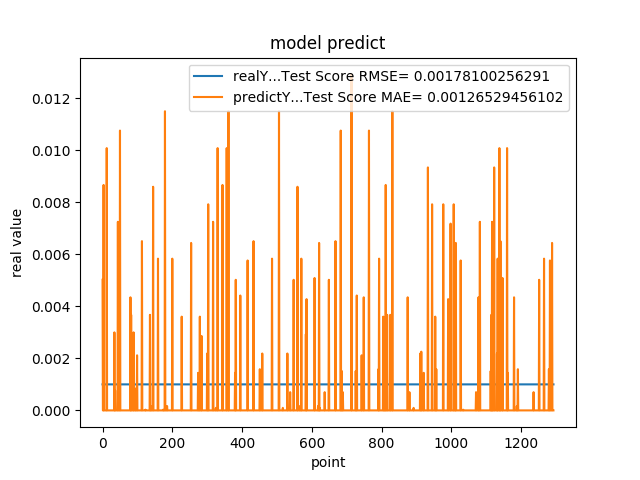 model predict
realY...Test Score RMSE= 0.00178100256291
predictY...Test Score MAE= 0.00126529456102
real value
0.012
0.010
0.008
0.006
0.004
0.002
0.000
0 200 400 600 800 1000 1200
point